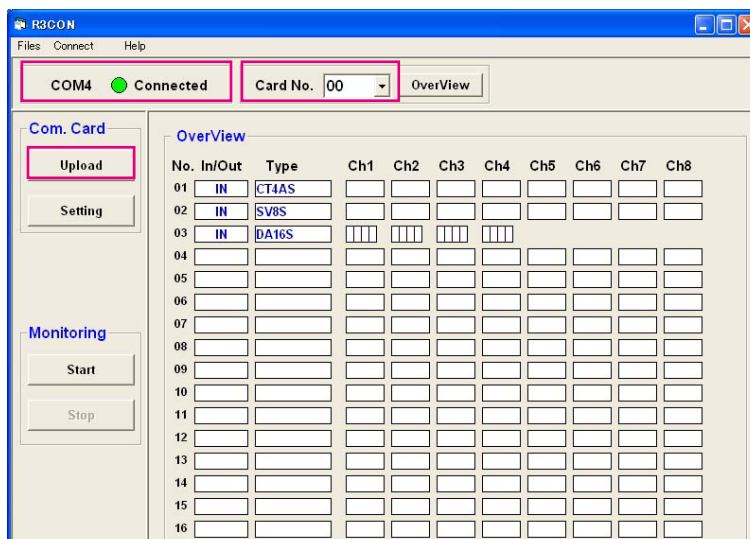 R3CON
Files Connect Help
COM4 Connected Card No. 00 OverView
Com. Card
Upload
Setting
Monitoring
Start
Stop
OverView
No. In/Out Type Ch1 Ch2 Ch3 Ch4 Ch5 Ch6 Ch7 Ch8
01 IN CT4AS
02 IN SV8S
03 IN DA16S
04
05
06
07
08
09
10
11
12
13
14
15
16